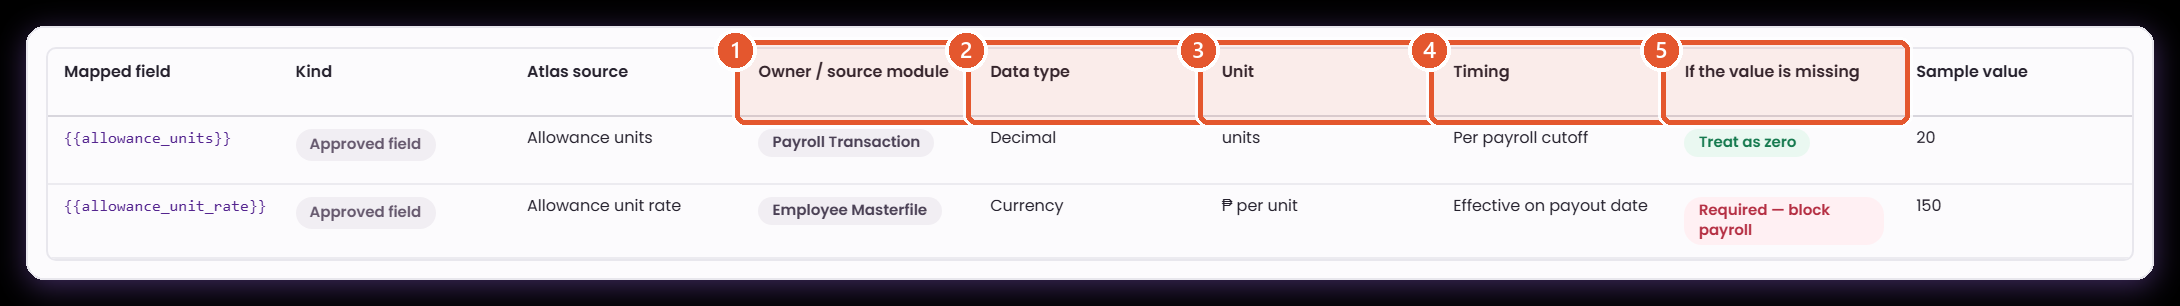 1 2 3 4 5
Mapped field Kind Atlas source Owner / source module Data type Unit Timing If the value is missing Sample value
{{allowance_units}} Approved field Allowance units Payroll Transaction Decimal units Per payroll cutoff Treat as zero 20
{{allowance_unit_rate}} Approved field Allowance unit rate Employee Masterfile Currency ₱ per unit Effective on payout date Required — block 150
payroll